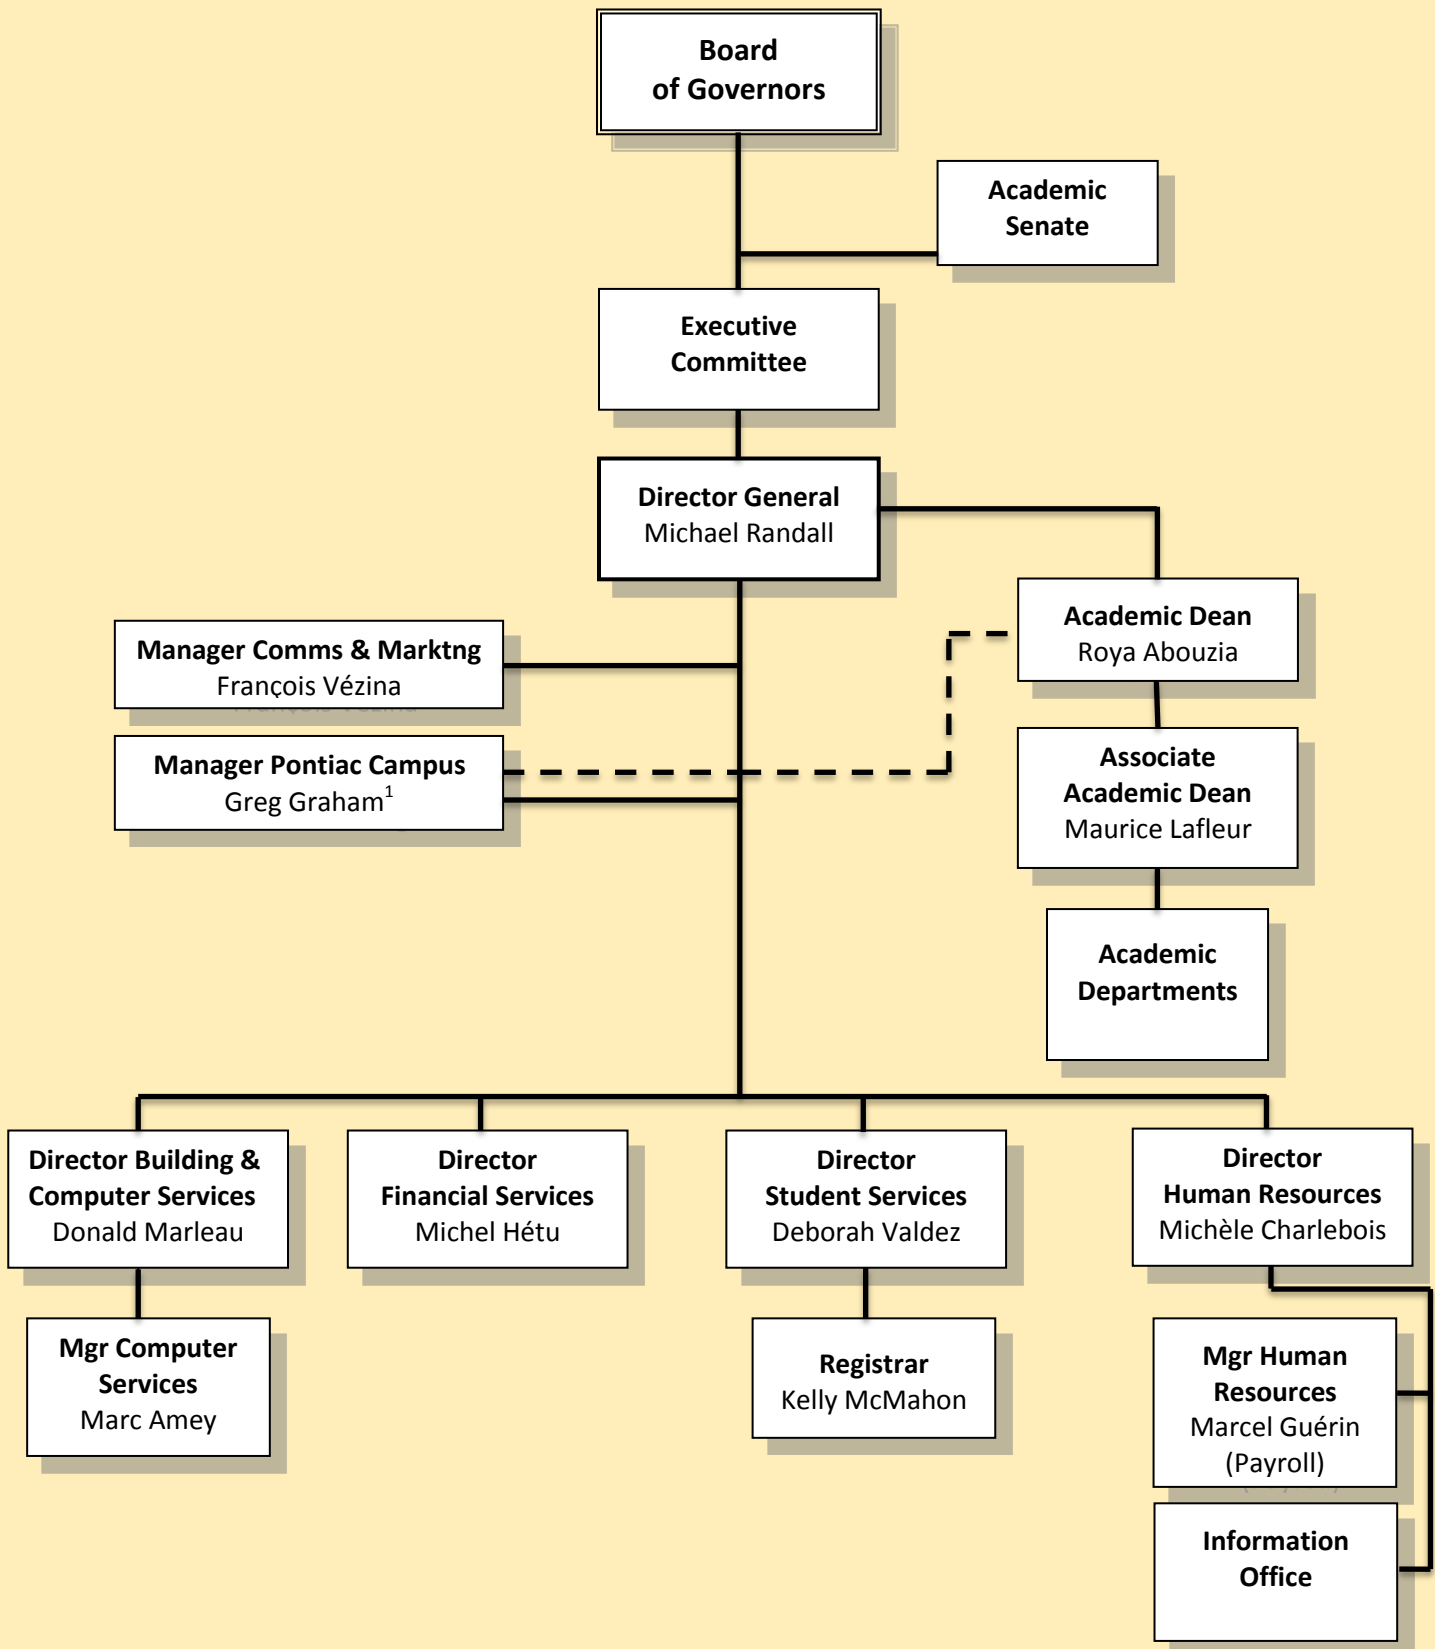 Board
of Governors
Academic
Senate
Executive
Committee
Director General
Michael Randall
Academic Dean
Roya Abouzia
Manager Comms & Marktng
François Vézina
Manager Pontiac Campus
Greg Graham1
Associate
Academic Dean
Maurice Lafleur
Academic
Departments
Director Building &
Computer Services
Donald Marleau
Director
Financial Services
Michel Hétu
Director
Student Services
Deborah Valdez
Director
Human Resources
Michèle Charlebois
Mgr Computer
Services
Marc Amey
Registrar
Kelly McMahon
Mgr Human
Resources
Marcel Guérin
(Payroll)
Information
Office